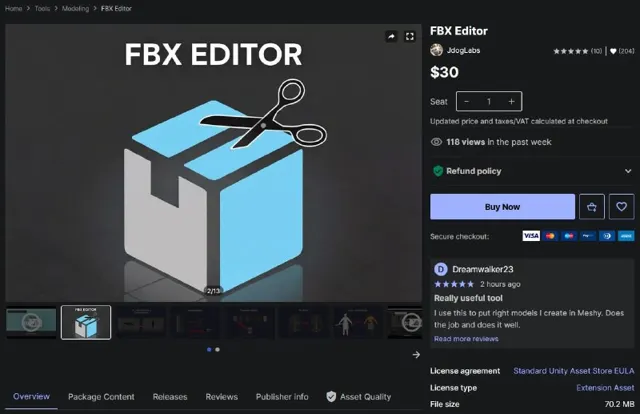 Home > Tools > Modeling > FBX Editor
FBX EDITOR
2/13
FBX EDITOR
Overview
Package Content
Releases
Reviews
Publisher info
Asset Quality
FBX Editor
JdogLabs
(10) | (204)
$30
Seat
- 1 +
Updated price and taxes/VAT calculated at checkout
118 views in the past week
Refund policy
Buy Now
Secure checkout:
VISA
D Dreamwalker23
2 hours ago
Really useful tool
I use this to put right models I create in Meshy. Does
the job and does it well.
Read more reviews
License agreement Standard Unity Asset Store EULA
License type Extension Asset
File size 70.2 MB